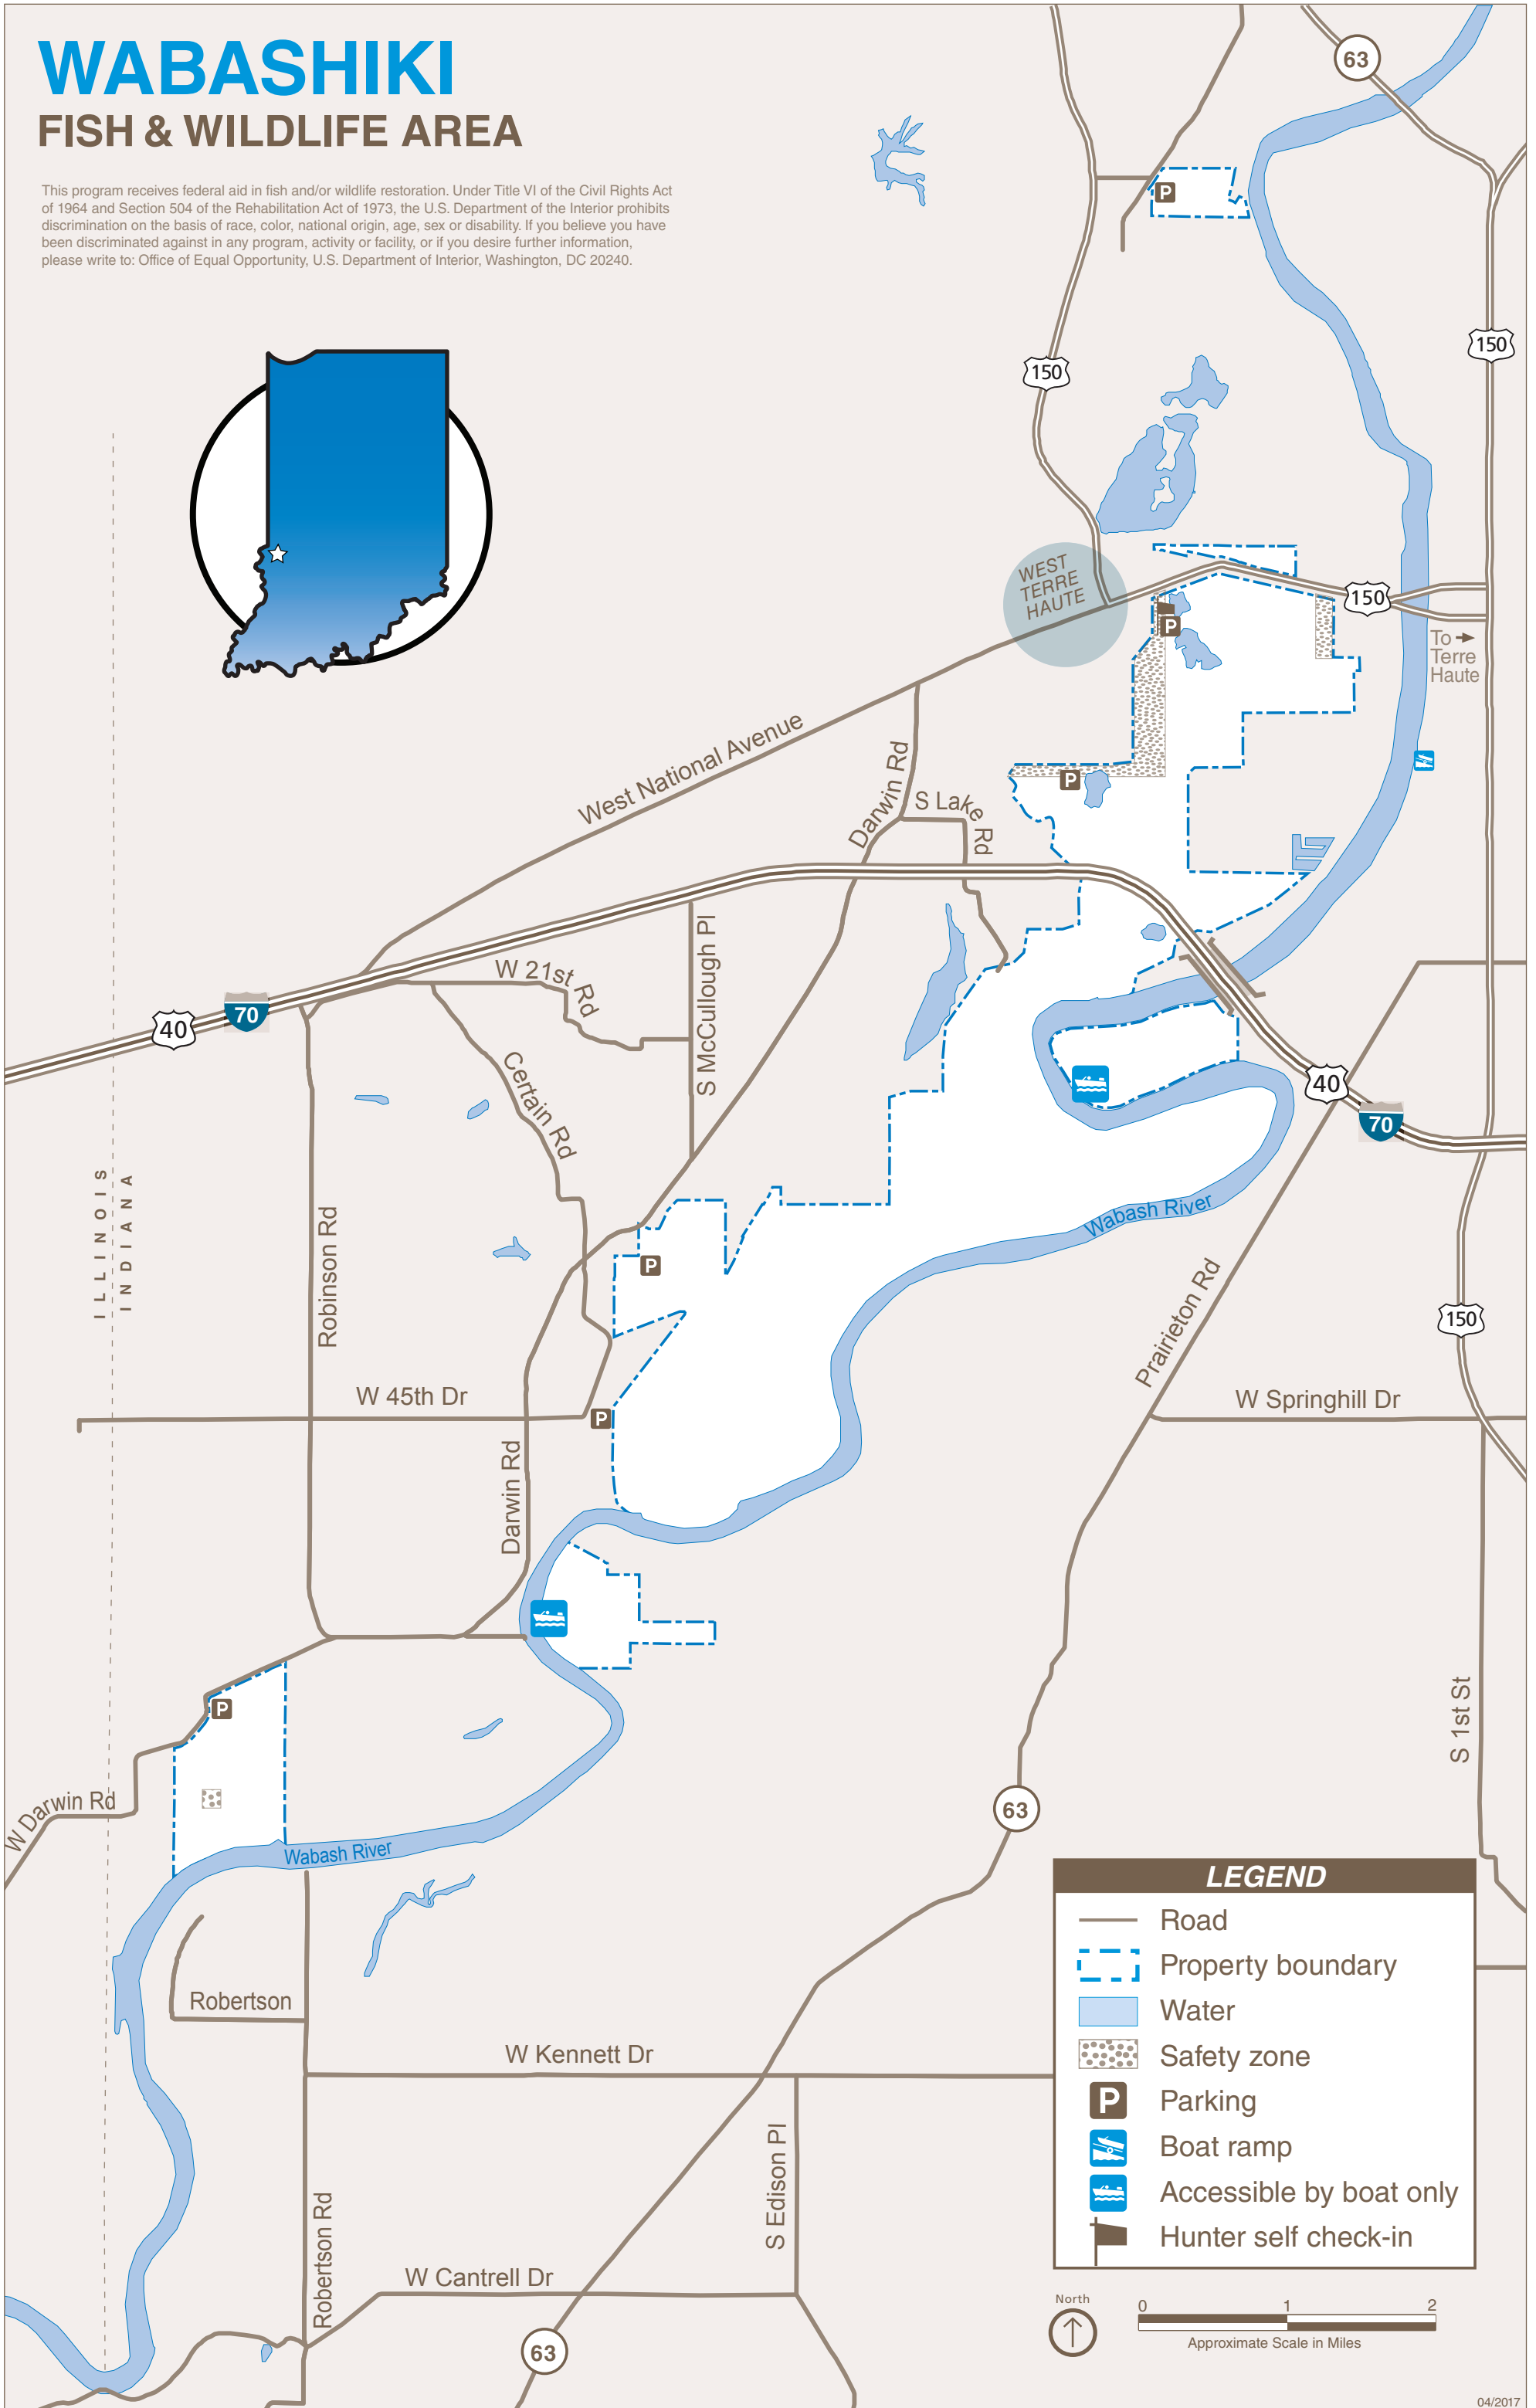 WABASHIKI
FISH & WILDLIFE AREA
This program receives federal aid in fish and/or wildlife restoration. Under Title VI of the Civil Rights Act
of 1964 and Section 504 of the Rehabilitation Act of 1973, the U.S. Department of the Interior prohibits
discrimination on the basis of race, color, national origin, age, sex or disability. If you believe you have
been discriminated against in any program, activity or facility, or if you desire further information,
please write to: Office of Equal Opportunity, U.S. Department of Interior, Washington, DC 20240.
63
P
150
150
WEST
TERRE
HAUTE
150
P
To
Terre
Haute
West National Avenue
Darwin Rd
S Lake Rd
P
W 21st Rd
S McCullough Pl
70
40
Certain Rd
40
70
ILLINOIS
INDIANA
Robinson Rd
Wabash River
P
Prairieton Rd
150
W 45th Dr
P
W Springhill Dr
Darwin Rd
P
S 1st St
W Darwin Rd
63
Wabash River
Robertson
W Kennett Dr
S Edison Pl
Robertson Rd
W Cantrell Dr
63
LEGEND
Road
Property boundary
Water
Safety zone
P Parking
Boat ramp
Accessible by boat only
Hunter self check-in
North
0 1 2
Approximate Scale in Miles
04/2017